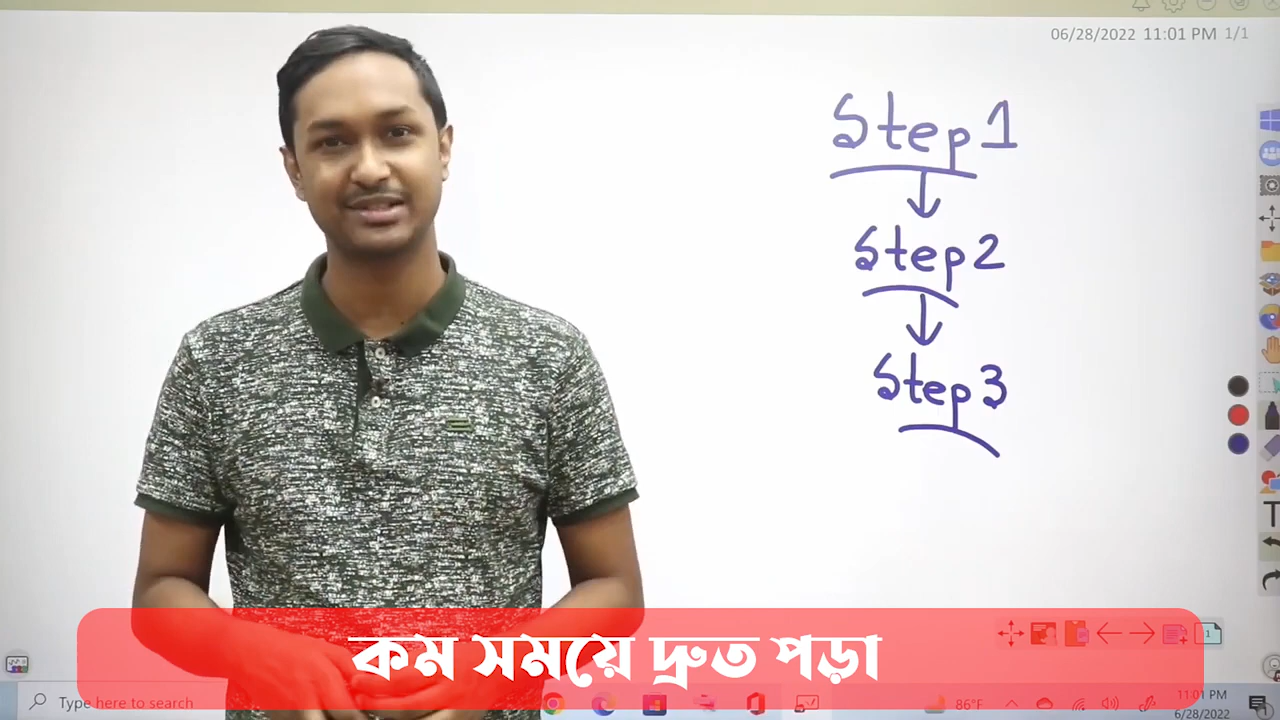 06/28/2022 11:01 PM 1/1
Step 1
Step 2
Step 3
কম সময়ে দ্রুত পড়া
Type here to search
86°F
11:01 PM
6/28/2022